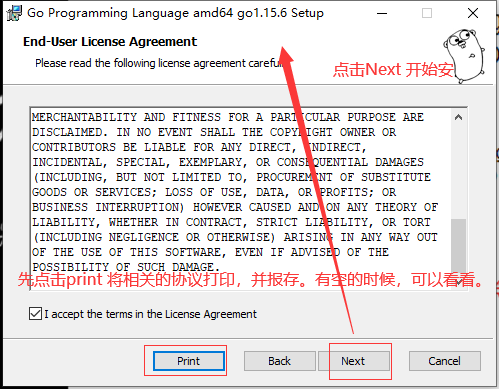 Go Programming Language amd64 go1.15.6 Setup
End-User License Agreement
Please read the following license agreement carefu
点击Next 开始安
MERCHANTABILITY AND FITNESS FOR A PARTICULAR PURPOSE ARE
DISCLAIMED. IN NO EVENT SHALL THE COPYRIGHT OWNER OR
CONTRIBUTORS BE LIABLE FOR ANY DIRECT, INDIRECT,
INCIDENTAL, SPECIAL, EXEMPLARY, OR CONSEQUENTIAL DAMAGES
(INCLUDING, BUT NOT LIMITED TO, PROCUREMENT OF SUBSTITUTE
GOODS OR SERVICES; LOSS OF USE, DATA, OR PROFITS; OR
BUSINESS INTERRUPTION) HOWEVER CAUSED AND ON ANY THEORY OF
LIABILITY, WHETHER IN CONTRACT, STRICT LIABILITY, OR TORT
(INCLUDING NEGLIGENCE OR OTHERWISE) ARISING IN ANY WAY OUT
OF THE USE OF THIS SOFTWARE, EVEN IF ADVISED OF THE
POSSIBILITY OF SUCH DAMAGE.
先点击print 将相关的协议打印，并报存。有空的时候，可以看看。
I accept the terms in the License Agreement
Print Back Next Cancel